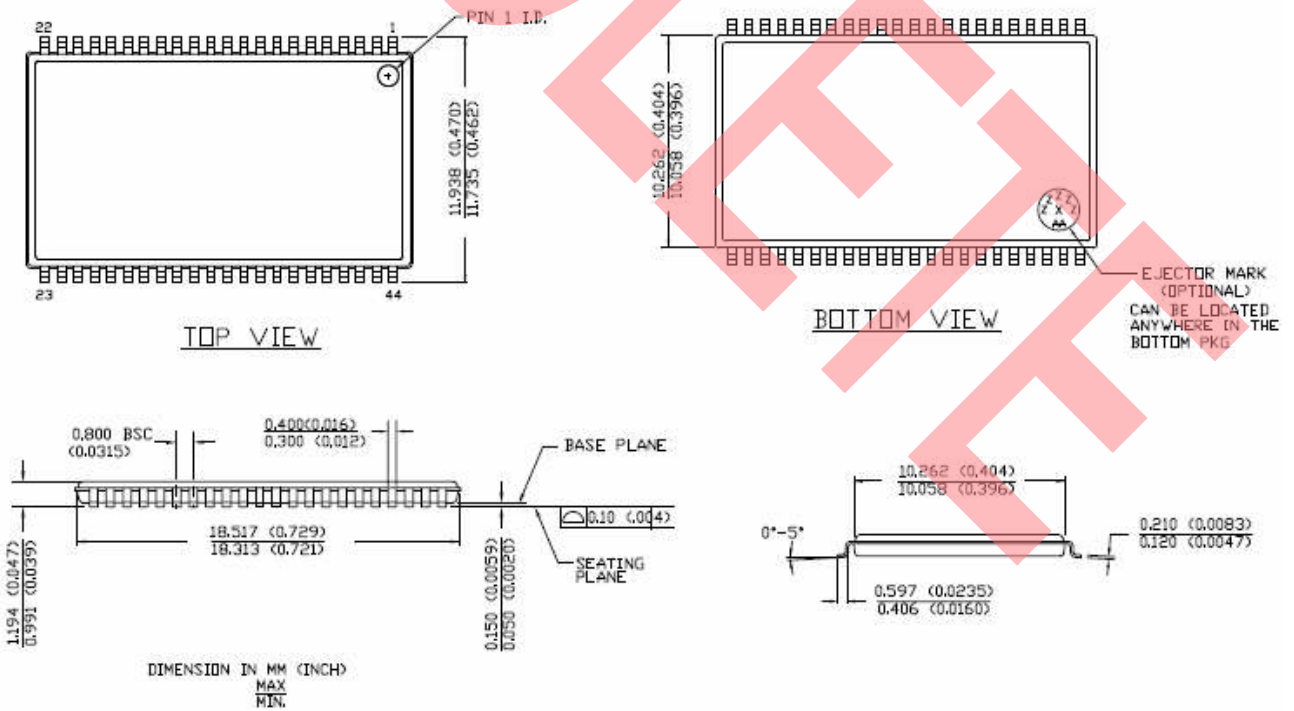 PIN 1 I.D.
22
1
11.938 (0.470)
11.735 (0.462)
23
44
TOP VIEW
10.262 (0.404)
10.058 (0.396)
Z Z Z Z Z
X
AA
BOTTOM VIEW
EJECTOR MARK
(OPTIONAL)
CAN BE LOCATED
ANYWHERE IN THE
BOTTOM PKG
0.800 BSC
(0.0315)
0.400(0.016)
0.300 (0.012)
BASE PLANE
0.10 (.004)
SEATING
PLANE
18.517 (0.729)
18.313 (0.721)
1.194 (0.047)
0.991 (0.039)
0.150 (0.0059)
0.050 (0.0020)
10.262 (0.404)
10.058 (0.396)
0°-5°
0.210 (0.0083)
0.120 (0.0047)
0.597 (0.0235)
0.406 (0.0160)
DIMENSION IN MM (INCH)
MAX
MIN.